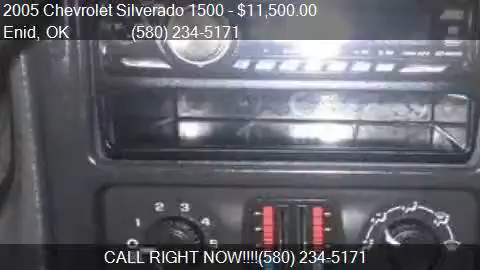 2005 Chevrolet Silverado 1500 - $11,500.00
Enid, OK (580) 234-5171
1 2 3 4
0 5
CALL RIGHT NOW!!!!(580) 234-5171